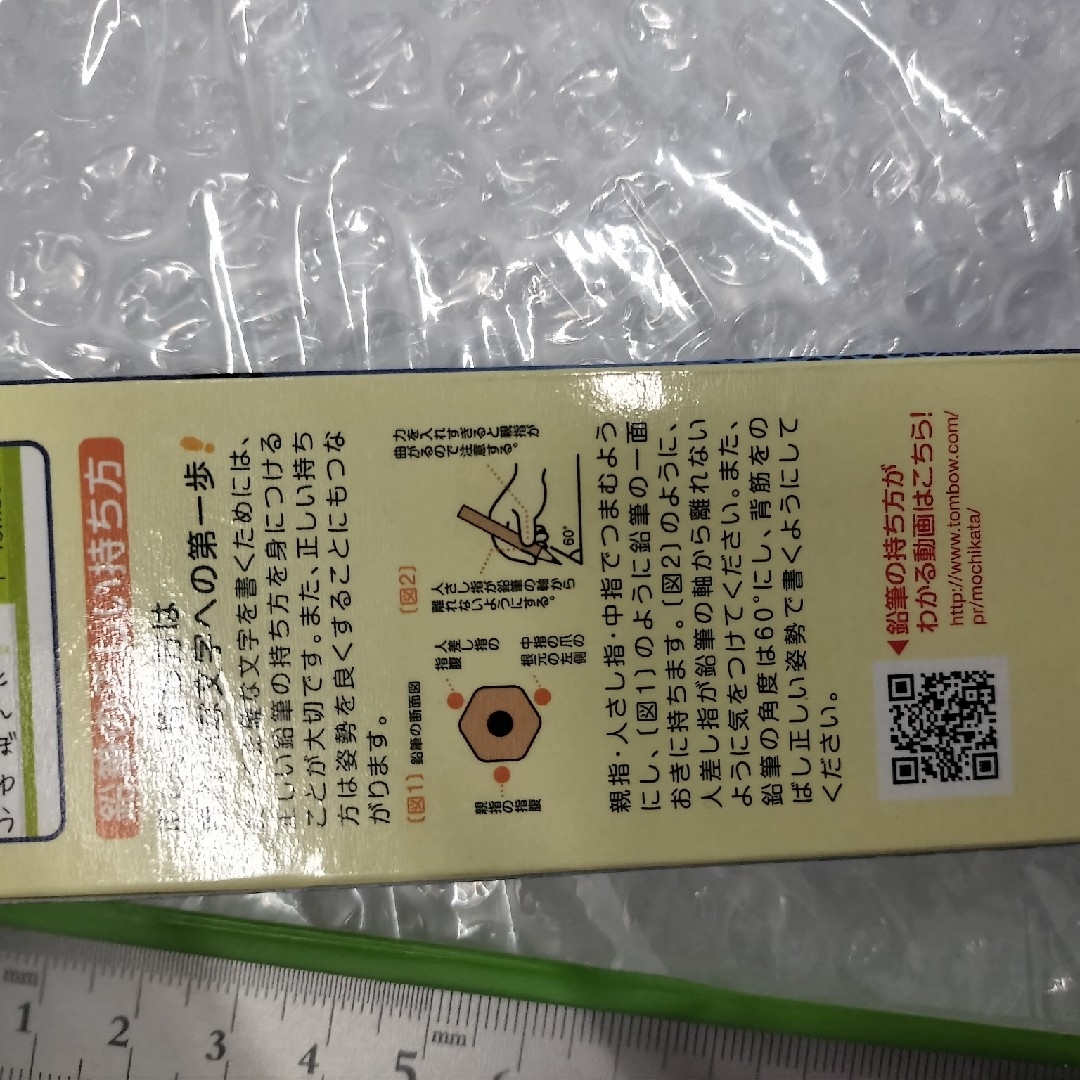 鉛筆の正しい持ち方
正しい持ち方は
文字への第一歩!
きれいな文字を書くためには、
正しい鉛筆の持ち方を身につける
ことが大切です。また、正しい持ち
方は姿勢を良くすることにもつな
がります。
〔図1〕鉛筆の断面図
人差し指の
指腹
中指の爪の
根元の左側
親指の指腹
〔図2〕
力を入れすぎると親指が
曲がるので注意する。
人さし指が鉛筆の軸から
離れないようにする。
60°
親指・人さし指・中指でつまむよう
にし、〔図1〕のように鉛筆の一面
おきに持ちます。〔図2〕のように、
人差し指が鉛筆の軸から離れない
ように気をつけてください。また、
鉛筆の角度は60°にし、背筋をの
ばし正しい姿勢で書くようにして
ください。
◀鉛筆の持ち方が
わかる動画はこちら!
http://www.tombow.com/
pr/mochikata/
mm
1 2 3 4 5
mm